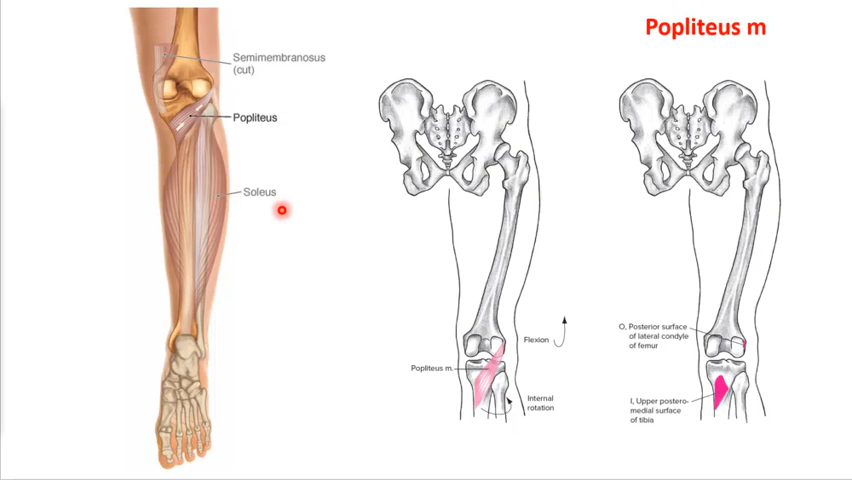 Popliteus m
Semimembranosus
(cut)
Popliteus
Soleus
Flexion
Popliteus m.
Internal
rotation
O, Posterior surface
of lateral condyle
of femur
I, Upper postero-
medial surface
of tibia